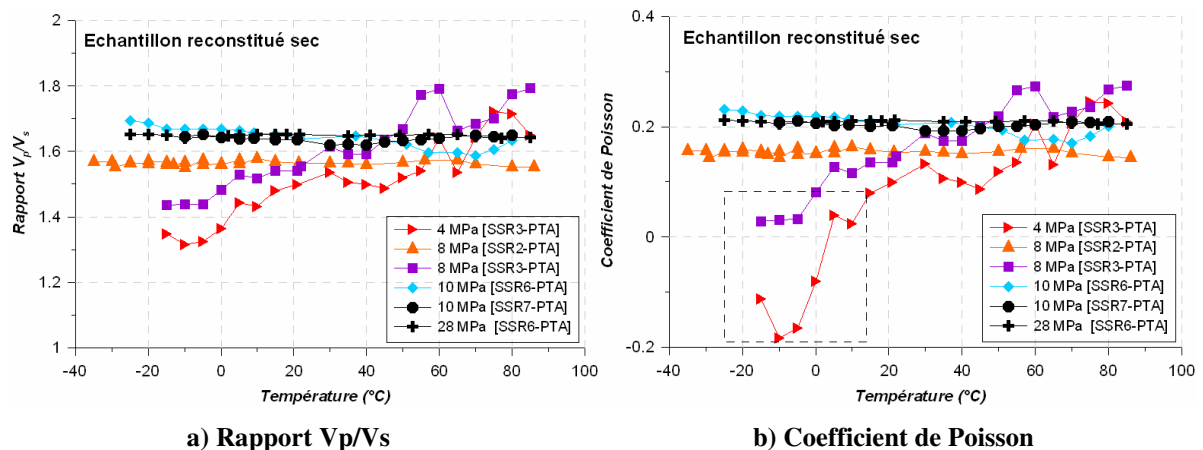 2
1.8
1.6
1.4
1.2
1
Rapport Vp/Vs
Echantillon reconstitué sec
4 MPa [SSR3-PTA]
8 MPa [SSR2-PTA]
8 MPa [SSR3-PTA]
10 MPa [SSR6-PTA]
10 MPa [SSR7-PTA]
28 MPa [SSR6-PTA]
-40 -20 0 20 40 60 80 100
Température (°C)
a) Rapport Vp/Vs
0.4
0.2
0
-0.2
Coefficient de Poisson
Echantillon reconstitué sec
4 MPa [SSR3-PTA]
8 MPa [SSR2-PTA]
8 MPa [SSR3-PTA]
10 MPa [SSR6-PTA]
10 MPa [SSR7-PTA]
28 MPa [SSR6-PTA]
-40 -20 0 20 40 60 80 100
Température (°C)
b) Coefficient de Poisson